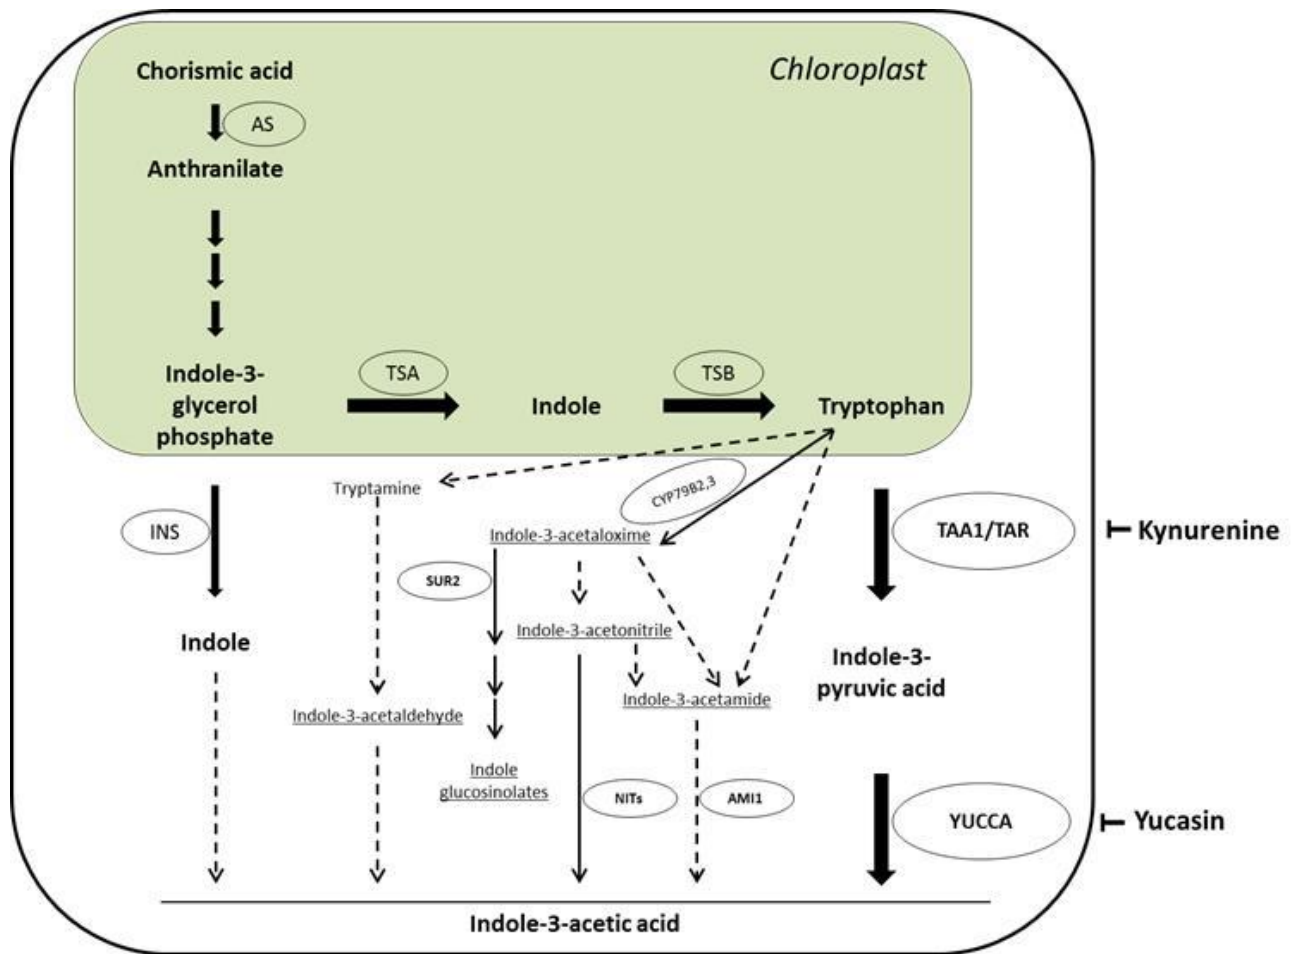 Chorismic acid
Chloroplast
AS
Anthranilate
Indole-3-
glycerol
phosphate
TSA
Indole
TSB
Tryptophan
Tryptamine
CYP79B2,3
INS
Indole-3-acetaloxime
TAA1/TAR
Kynurenine
SUR2
Indole
Indole-3-acetonitrile
Indole-3-
pyruvic acid
Indole-3-acetamide
Indole-3-acetaldehyde
Indole
glucosinolates
NITs
AMI1
YUCCA
Yucasin
Indole-3-acetic acid